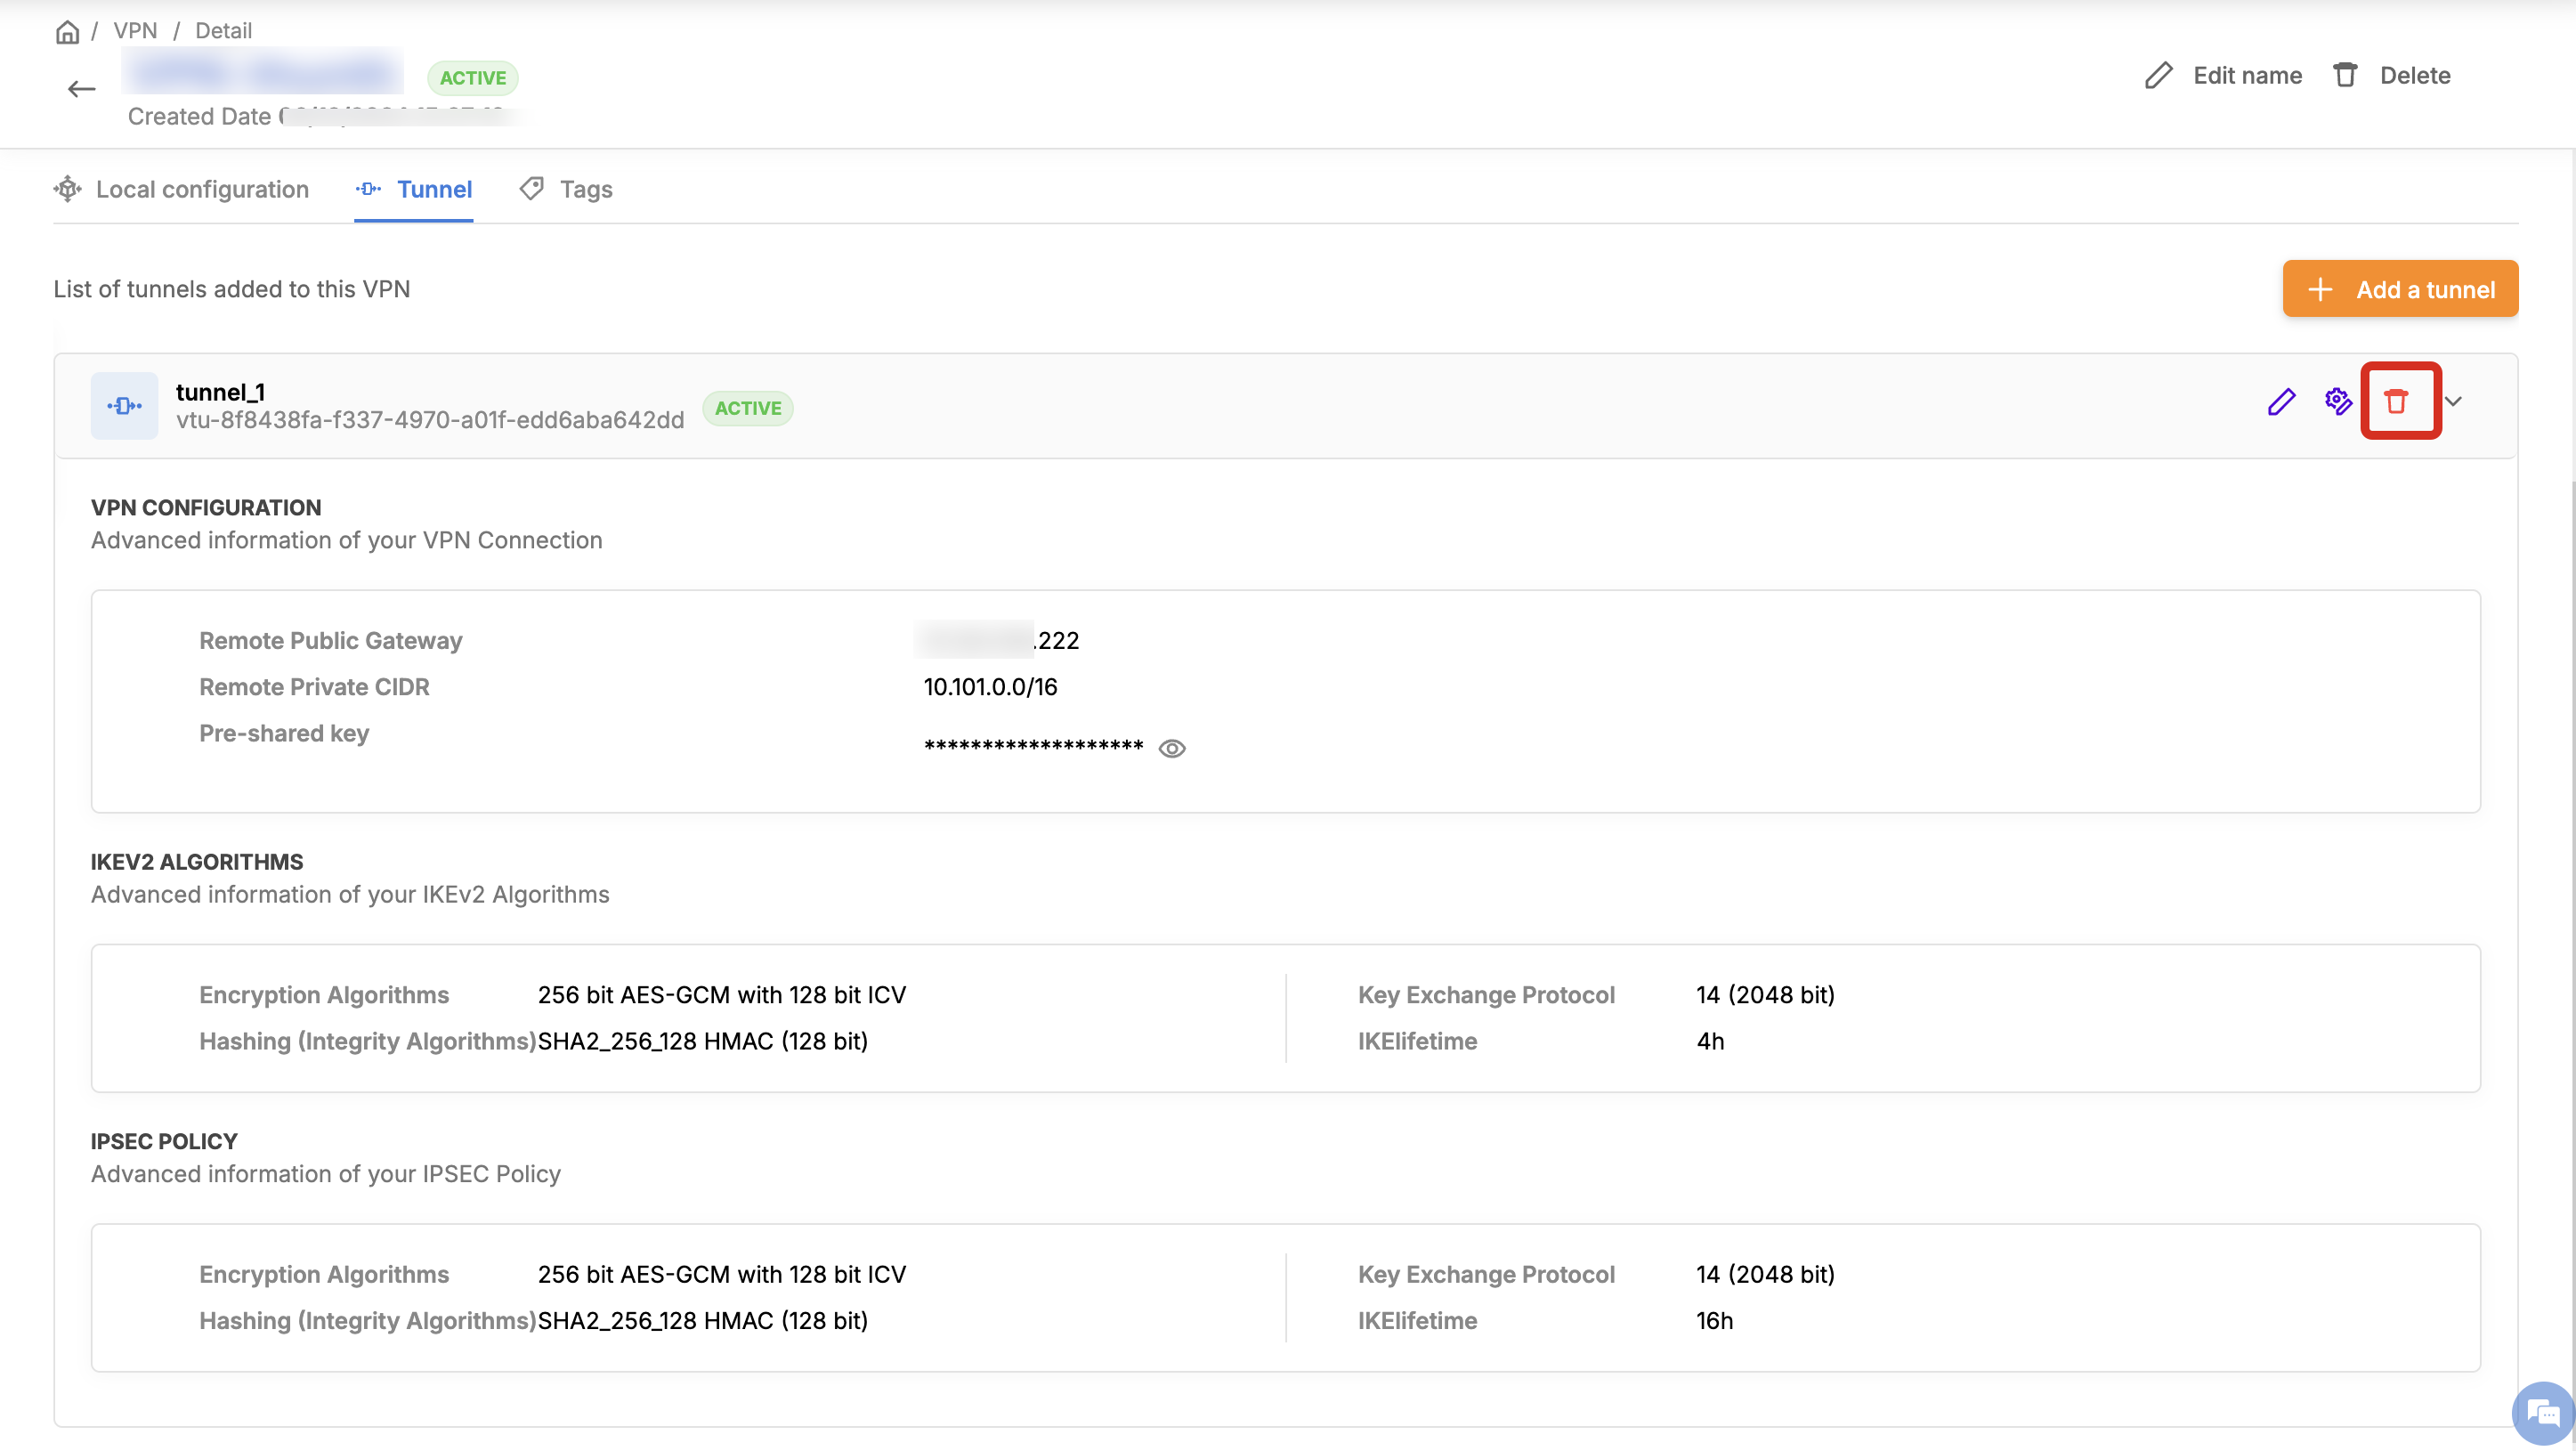 / VPN / Detail
ACTIVE
Created Date
Edit name
Delete
Local configuration
Tunnel
Tags
List of tunnels added to this VPN
Add a tunnel
tunnel_1
vtu-8f8438fa-f337-4970-a01f-edd6aba642dd
ACTIVE
VPN CONFIGURATION
Advanced information of your VPN Connection
Remote Public Gateway .222
Remote Private CIDR 10.101.0.0/16
Pre-shared key *******************
IKEV2 ALGORITHMS
Advanced information of your IKEv2 Algorithms
Encryption Algorithms 256 bit AES-GCM with 128 bit ICV
Hashing (Integrity Algorithms) SHA2_256_128 HMAC (128 bit)
Key Exchange Protocol 14 (2048 bit)
IKElifetime 4h
IPSEC POLICY
Advanced information of your IPSEC Policy
Encryption Algorithms 256 bit AES-GCM with 128 bit ICV
Hashing (Integrity Algorithms) SHA2_256_128 HMAC (128 bit)
Key Exchange Protocol 14 (2048 bit)
IKElifetime 16h